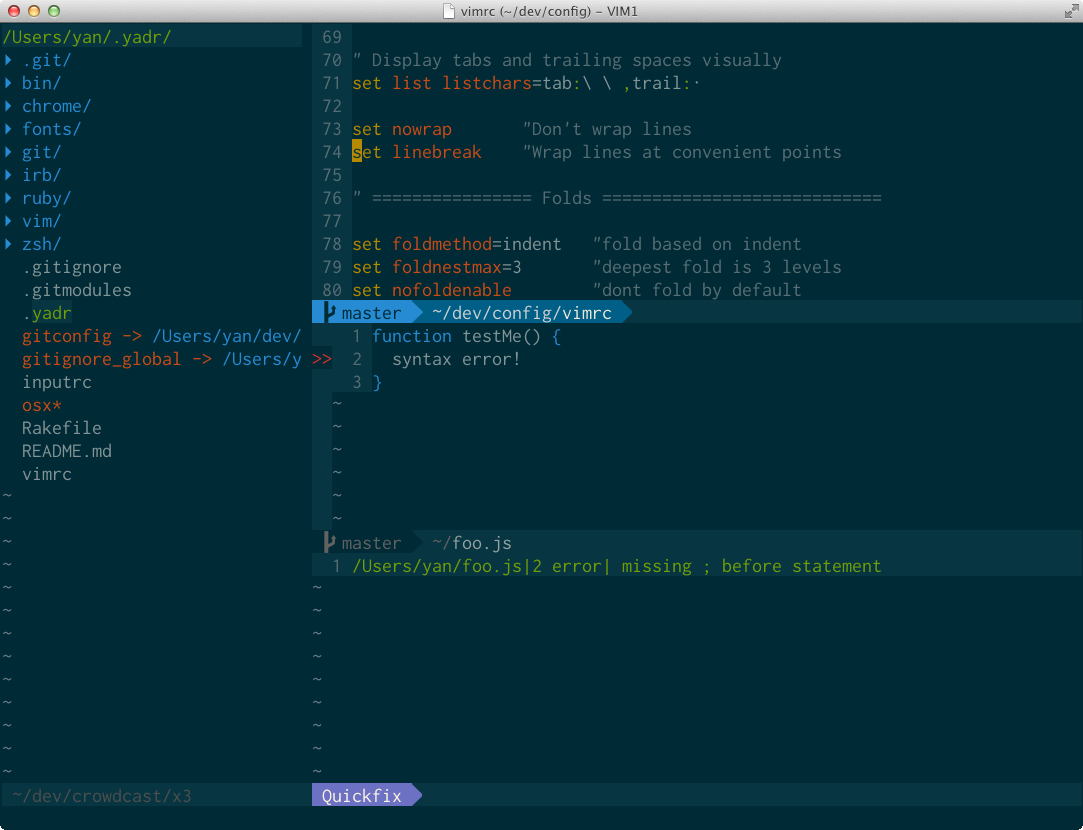 vimrc (~/dev/config) – VIM1
/Users/yan/.yadr/
.git/
bin/
chrome/
fonts/
git/
irb/
ruby/
vim/
zsh/
.gitignore
.gitmodules
.yadr
gitconfig -> /Users/yan/dev/
gitignore_global -> /Users/y
inputrc
osx*
Rakefile
README.md
vimrc
~
~
~
~
~
~
~
~
~
~
~
~
~
~/dev/crowdcast/x3
69
70 " Display tabs and trailing spaces visually
71 set list listchars=tab:\ \ ,trail:·
72
73 set nowrap       "Don't wrap lines
74 set linebreak    "Wrap lines at convenient points
75
76 " ================ Folds ============================
77
78 set foldmethod=indent   "fold based on indent
79 set foldnestmax=3       "deepest fold is 3 levels
80 set nofoldenable        "dont fold by default
master ~/dev/config/vimrc
1 function testMe() {
>> 2   syntax error!
3 }
~
~
~
~
~
~
master ~/foo.js
1 /Users/yan/foo.js|2 error| missing ; before statement
~
~
~
~
~
~
~
~
~
Quickfix